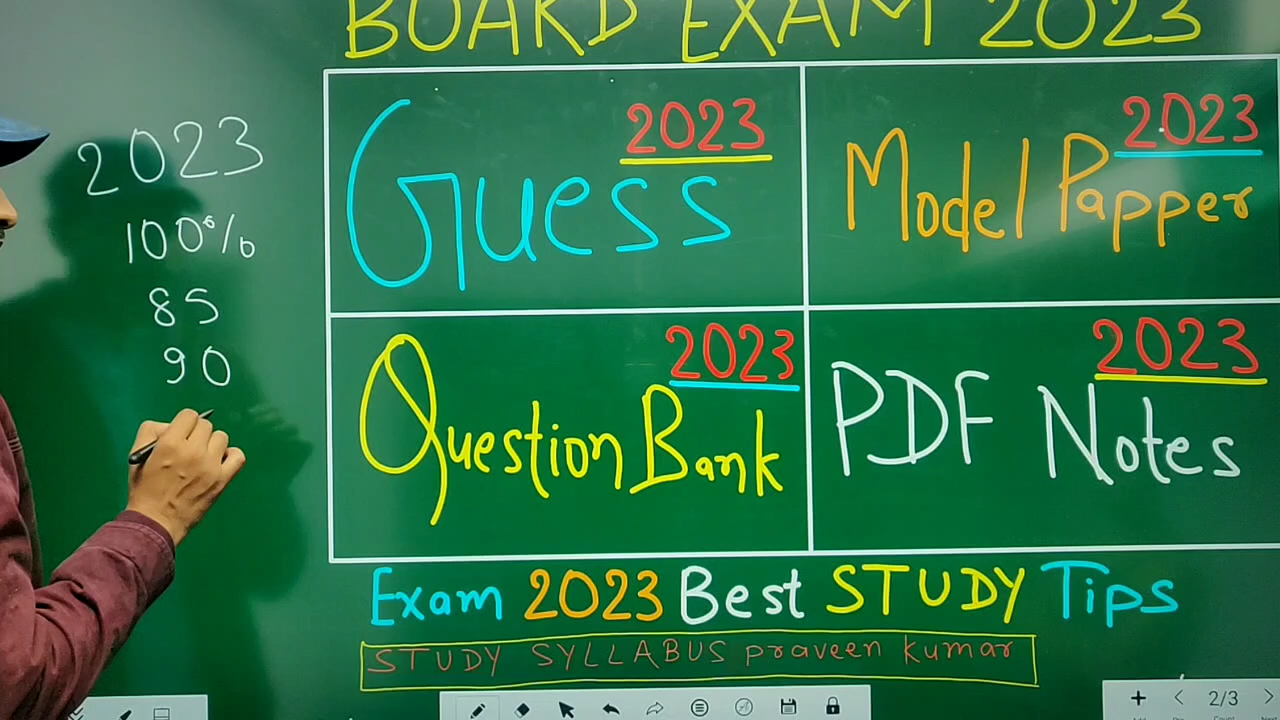 BOARD EXAM 2023
2023
100%
85
90
Guess 2023
Model Papper 2023
Question Bank 2023
PDF Notes 2023
Exam 2023 Best STUDY Tips
STUDY SYLLABUS praveen kumar
2/3